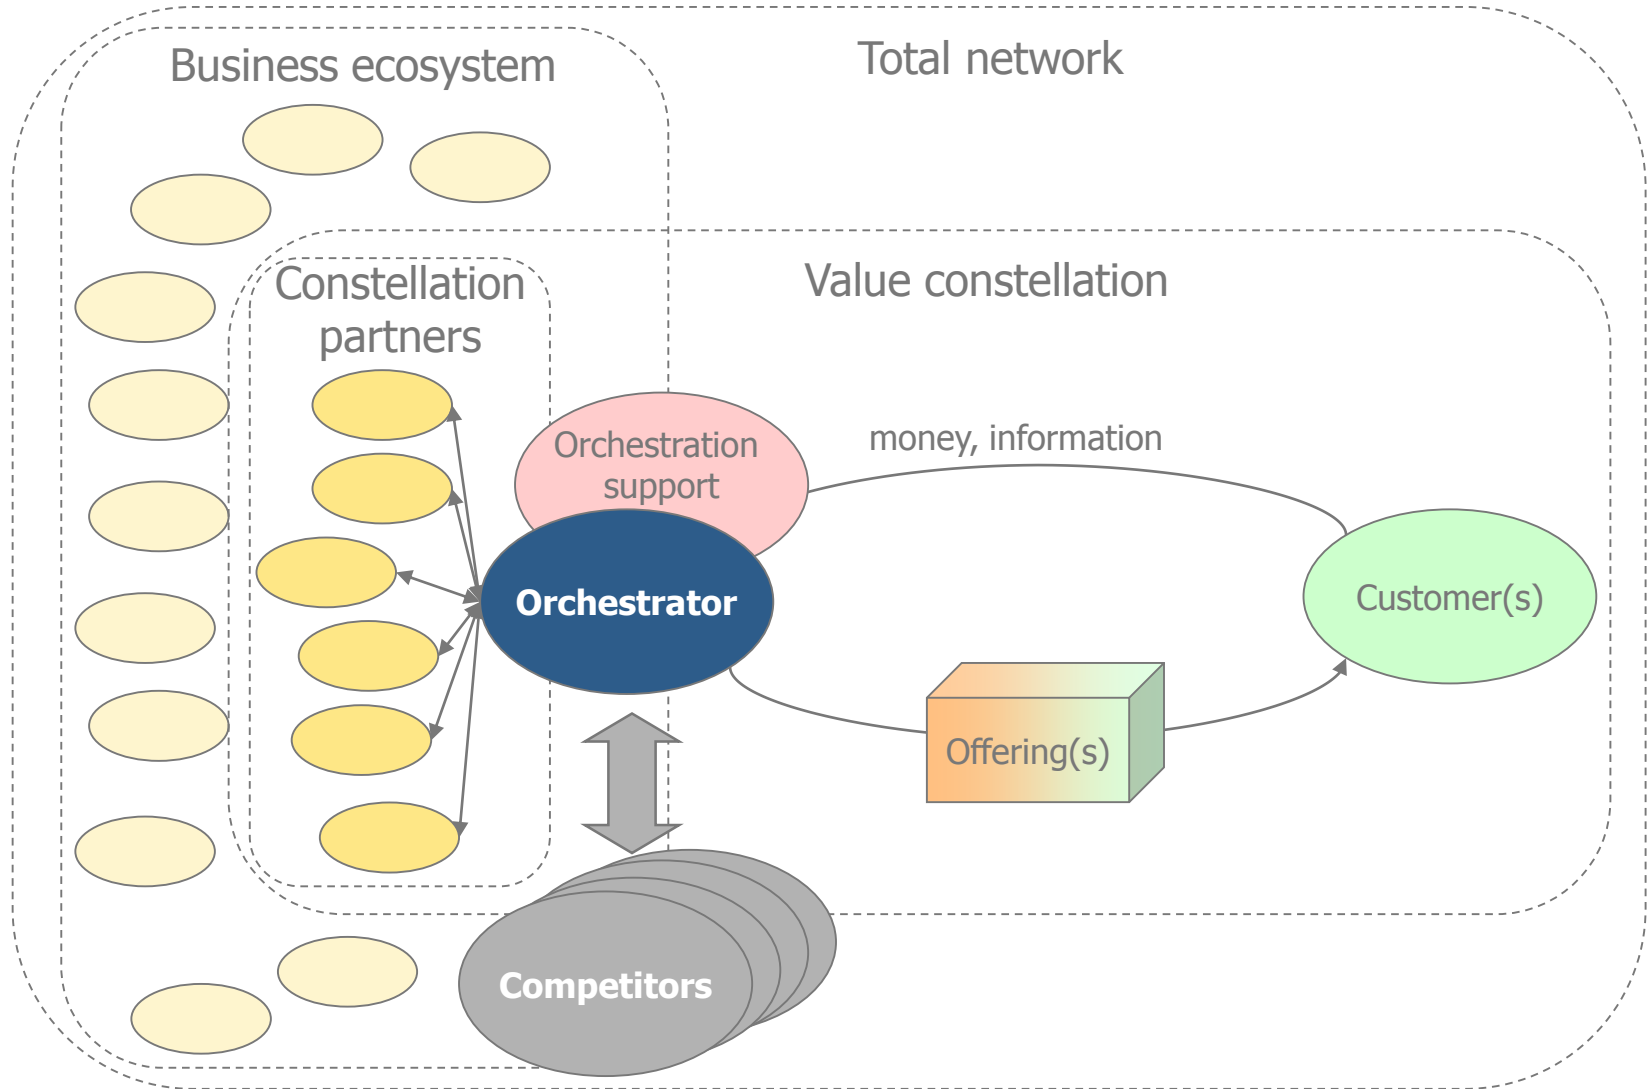 Total network
Business ecosystem
Value constellation
Constellation
partners
money, information
Orchestration
support
Orchestrator
Customer(s)
Offering(s)
Competitors